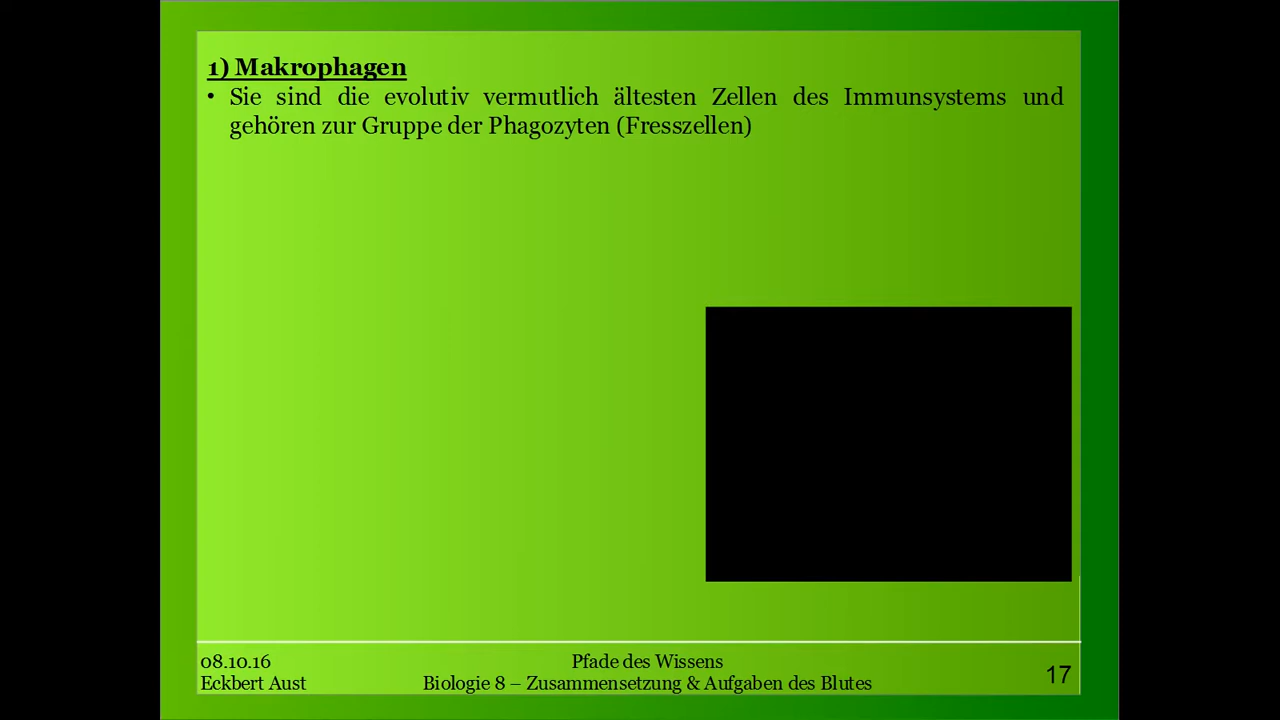 1) Makrophagen
• Sie sind die evolutiv vermutlich ältesten Zellen des Immunsystems und
gehören zur Gruppe der Phagozyten (Fresszellen)
08.10.16
Eckbert Aust
Pfade des Wissens
Biologie 8 – Zusammensetzung & Aufgaben des Blutes
17